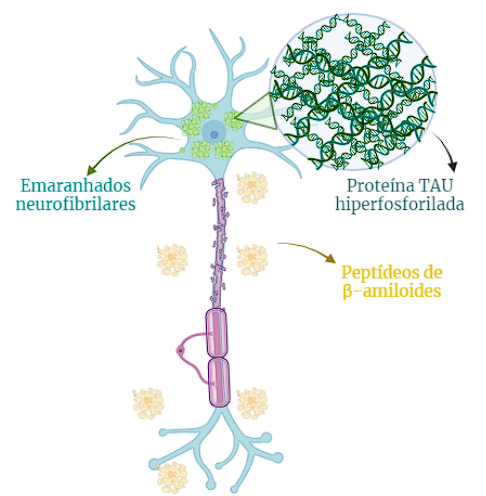 Emaranhados
neurofibrilares
Proteína TAU
hiperfosforilada
Peptídeos de
β-amiloides